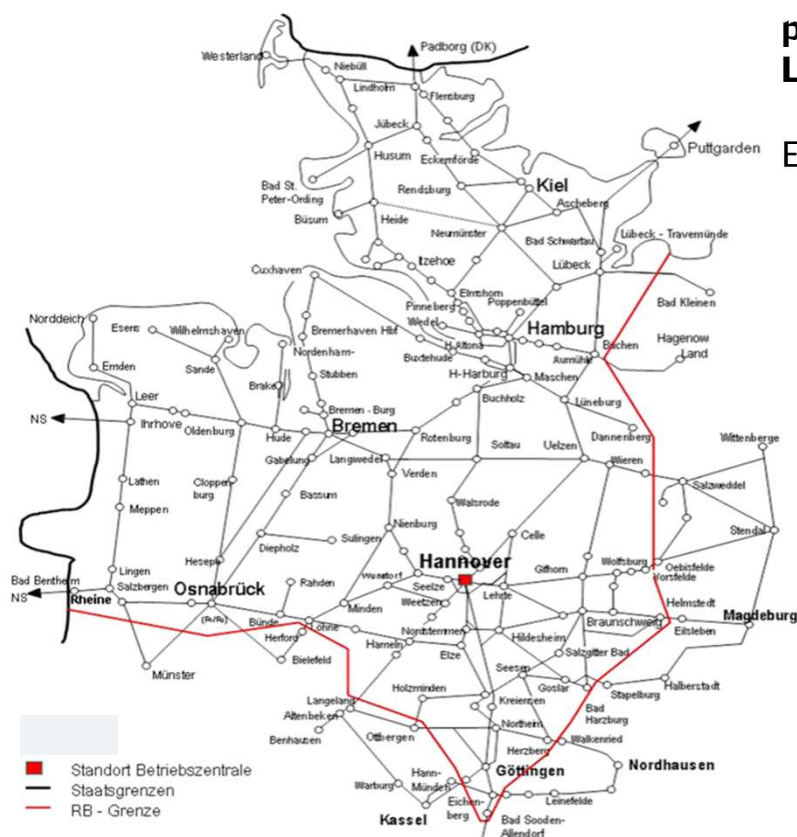 p
L
E
Padborg (DK)
Westerland
Niebüll
Lindholm
Flensburg
Jübeck
Puttgarden
Husum
Eckernförde
Bad St.
Peter-Ording
Rendsburg
Kiel
Ascheberg
Büsum
Heide
Neumünster
Bad Schwartau
Lübeck - Travemünde
Itzehoe
Lübeck
Cuxhaven
Elmshorn
Bad Kleinen
Pinneberg
Poppenbüttel
Norddeich
Wedel
Esens
Wilhelmshaven
Bremerhaven Hbf
Hamburg
Hagenow
Land
H-Altona
Büchen
Nordenham-
Buxtehude
Aumühle
Emden
Sande
Stubben
H-Harburg
Maschen
Brake
Leer
Buchholz
Lüneburg
NS
Ihrhove
Bremen - Burg
Oldenburg
Hude
Bremen
Rotenburg
Dannenberg
Wittenberge
Gabelung
Langwedel
Soltau
Uelzen
Wieren
Lathen
Cloppen
burg
Bassum
Verden
Salzweddel
Meppen
Walsrode
Nienburg
Stendal
Diepholz
Sulingen
Celle
Hesepe
Hannover
Lingen
Wolfsburg
Oebisfelde
Bad Bentheim
Salzbergen
Osnabrück
Rahden
Wunstorf
Seelze
Gifhorn
Vorsfelde
NS
Rheine
Lehrte
Weetzen
Helmstedt
Magdeburg
Minden
Bünde
Löhne
Nordstemmen
Braunschweig
Eilsleben
Herford
Hameln
Hildesheim
Elze
Salzgitter Bad
Bielefeld
Münster
Seesen
Holzminden
Goslar
Halberstadt
Langeland
Kreiensen
Stapelburg
Altenbeken
Bad
Harzburg
Northeim
Benhausen
Ottbergen
Walkenried
Herzberg
Hann-
Münden
Göttingen
Nordhausen
Standort Betriebszentrale
Warburg
Eichen-
berg
Leinefelde
Staatsgrenzen
RB - Grenze
Kassel
Bad Sooden-
Allendorf